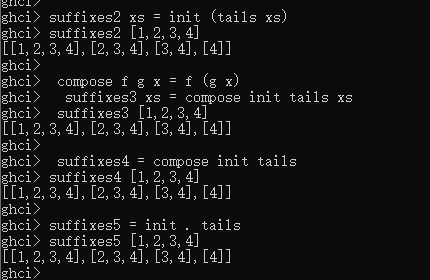 ghci>
ghci> suffixes2 xs = init (tails xs)
ghci> suffixes2 [1,2,3,4]
[[1,2,3,4],[2,3,4],[3,4],[4]]
ghci>
ghci>  compose f g x = f (g x)
ghci>   suffixes3 xs = compose init tails xs
ghci>  suffixes3 [1,2,3,4]
[[1,2,3,4],[2,3,4],[3,4],[4]]
ghci>
ghci>  suffixes4 = compose init tails
ghci> suffixes4 [1,2,3,4]
[[1,2,3,4],[2,3,4],[3,4],[4]]
ghci>
ghci> suffixes5 = init . tails
ghci> suffixes5 [1,2,3,4]
[[1,2,3,4],[2,3,4],[3,4],[4]]
ghci>